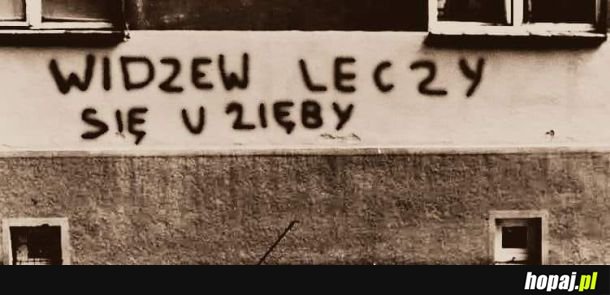 WIDZEW LECZY
SIĘ U ZIĘBY
hopaj.pl